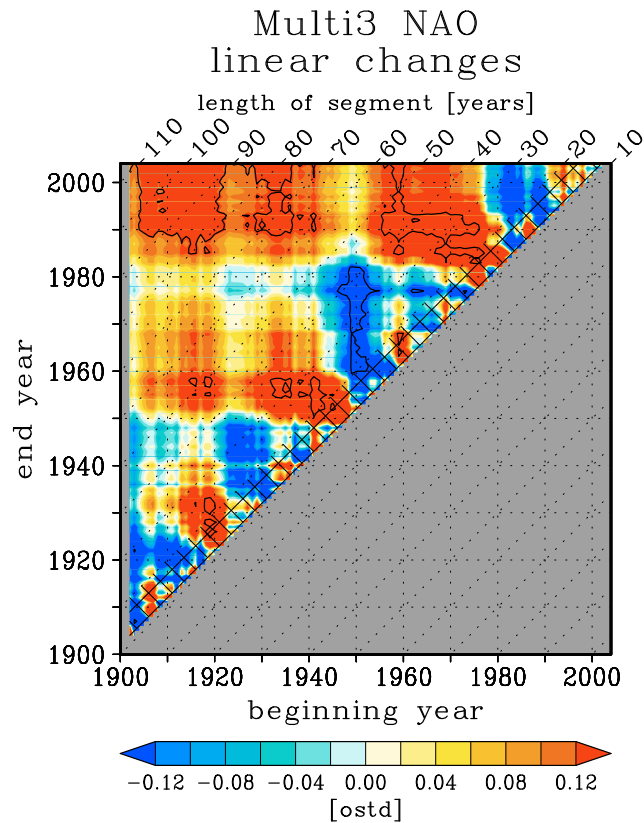 Multi3 NAO
linear changes
length of segment [years]
110 100 90 80 70 60 50 40 30 20 10
2000
1980
1960
1940
1920
1900
end year
1900 1920 1940 1960 1980 2000
beginning year
−0.12 −0.08 −0.04 0.00 0.04 0.08 0.12
[ostd]